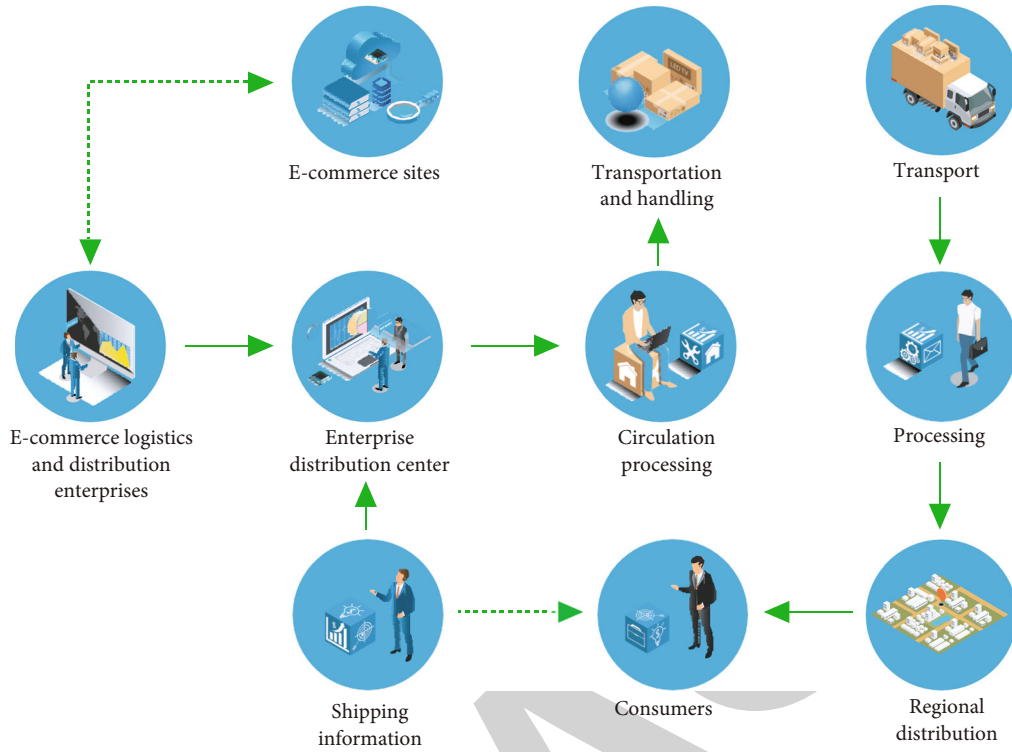 E-commerce sites
Transportation
and handling
Transport
E-commerce logistics
and distribution
enterprises
Enterprise
distribution center
Circulation
processing
Processing
Shipping
information
Consumers
Regional
distribution